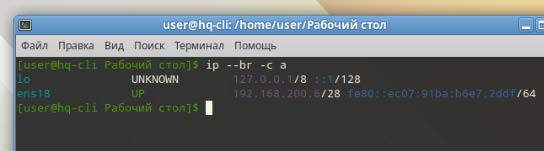 user@hq-cli: /home/user/Рабочий стол
Файл Правка Вид Поиск Терминал Помощь
[user@hq-cli Рабочий стол]$ ip --br -c a
lo UNKNOWN 127.0.0.1/8 ::1/128
ens18 UP 192.168.200.6/28 fe80::ec07:91ba:b6e7:2ddf/64
[user@hq-cli Рабочий стол]$